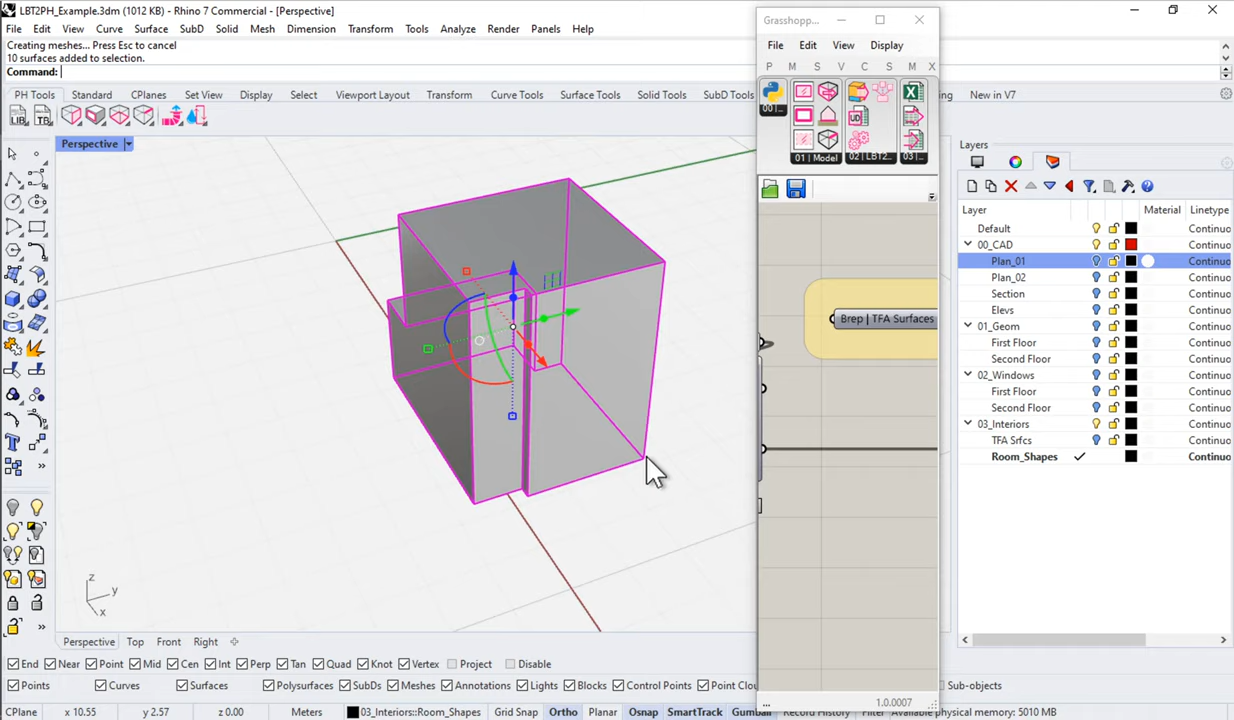 LBT2PH_Example.3dm (1012 KB) - Rhino 7 Commercial - [Perspective]
File Edit View Curve Surface SubD Solid Mesh Dimension Transform Tools Analyze Render Panels Help
Creating meshes... Press Esc to cancel
10 surfaces added to selection.
Command:
PH Tools Standard CPlanes Set View Display Select Viewport Layout Transform Curve Tools Surface Tools Solid Tools SubD Tools New in V7
LIB TB
Perspective
Grasshopp...
File Edit View Display
P M S V C S M X
00 |
01 | Model
02 | LBT2...
03 |
UD
Brep | TFA Surfaces
1.0.0007
Layers
Layer Material Linetype
Default Continuo
00_CAD Continuo
Plan_01 Continuo
Plan_02 Continuo
Section Continuo
Elevs Continuo
01_Geom Continuo
First Floor Continuo
Second Floor Continuo
02_Windows Continuo
First Floor Continuo
Second Floor Continuo
03_Interiors Continuo
TFA Srfcs Continuo
Room_Shapes Continuo
z
y
x
Perspective Top Front Right
End Near Point Mid Cen Int Perp Tan Quad Knot Vertex Project Disable
Points Curves Surfaces Polysurfaces SubDs Meshes Annotations Lights Blocks Control Points Point Clou Sub-objects
CPlane x 10.55 y 2.57 z 0.00 Meters 03_Interiors::Room_Shapes Grid Snap Ortho Planar Osnap SmartTrack Gumball Record History Filter Available physical memory: 5010 MB